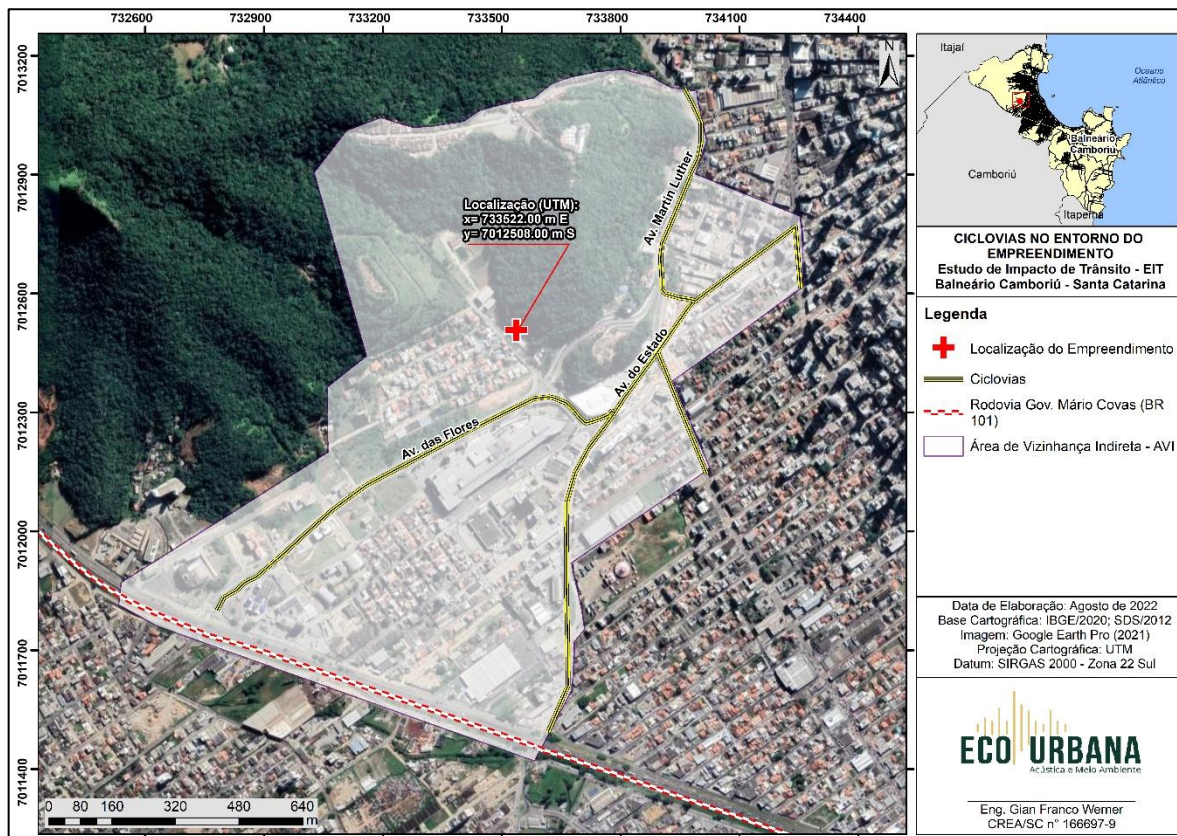 732600
732900
733200
733500
733800
734100
734400
7013200
7012900
7012600
7012300
7012000
7011700
7011400
N
Localização (UTM):
x= 733522.00 m E
y= 7012508.00 m S
Av. Martin Luther
Av. do Estado
Av. das Flores
0 80 160 320 480 640
m
Itajaí
Oceano
Atlântico
Balneário
Camboriú
Camboriú
Itapema
CICLOVIAS NO ENTORNO DO
EMPREENDIMENTO
Estudo de Impacto de Trânsito - EIT
Balneário Camboriú - Santa Catarina
Legenda
Localização do Empreendimento
Ciclovias
Rodovia Gov. Mário Covas (BR
101)
Área de Vizinhança Indireta - AVI
Data de Elaboração: Agosto de 2022
Base Cartográfica: IBGE/2020; SDS/2012
Imagem: Google Earth Pro (2021)
Projeção Cartográfica: UTM
Datum: SIRGAS 2000 - Zona 22 Sul
ECO URBANA
Acústica e Meio Ambiente
Eng. Gian Franco Werner
CREA/SC n° 166697-9